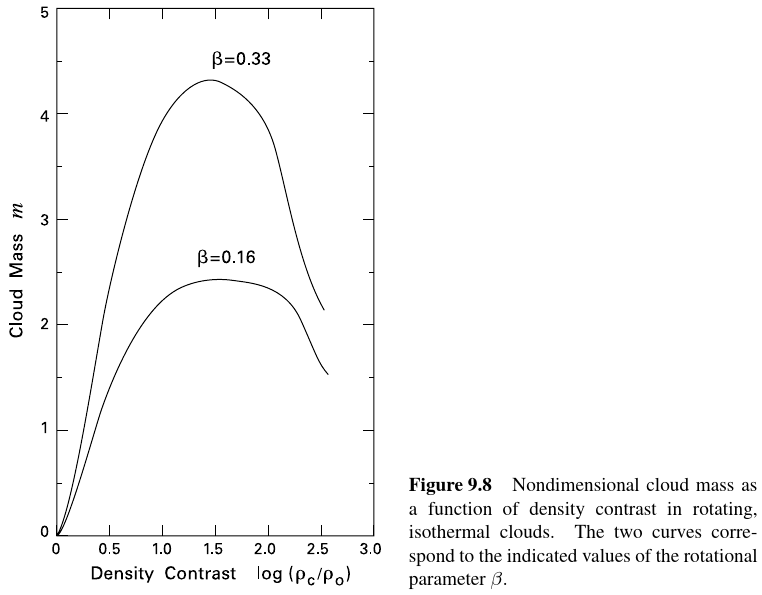 5
β=0.33
4
3
Cloud Mass m
β=0.16
2
1
0
0 0.5 1.0 1.5 2.0 2.5 3.0
Density Contrast log (ρc/ρo)
Figure 9.8 Nondimensional cloud mass as
a function of density contrast in rotating,
isothermal clouds. The two curves corre-
spond to the indicated values of the rotational
parameter β.